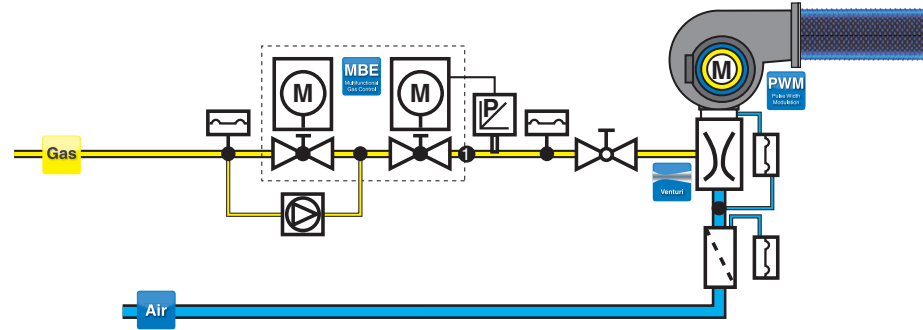 MBE
Multifunctional
Gas Control
M
M
M
PWM
Pulse Width
Modulation
P
1
Gas
Venturi
Air